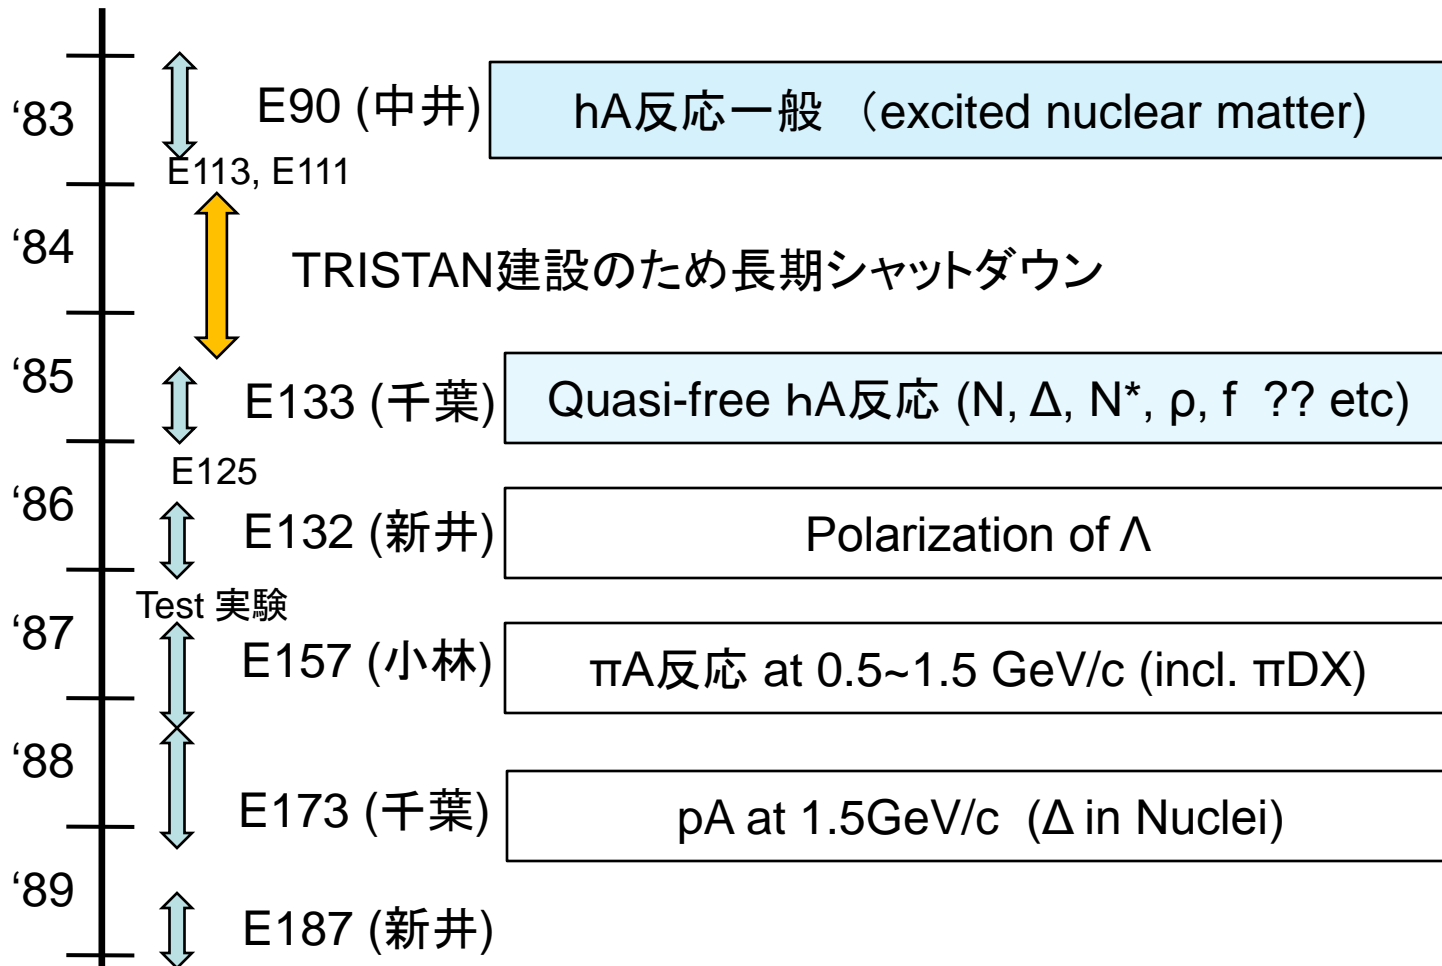 ‘83
E90 (中井)
hA反応一般 （excited nuclear matter)
E113, E111
‘84
TRISTAN建設のため長期シャットダウン
‘85
E133 (千葉)
Quasi-free hA反応 (N, Δ, N*, ρ, f ?? etc)
E125
‘86
E132 (新井)
Polarization of Λ
Test 実験
‘87
E157 (小林)
πA反応 at 0.5~1.5 GeV/c (incl. πDX)
‘88
E173 (千葉)
pA at 1.5GeV/c (Δ in Nuclei)
‘89
E187 (新井)